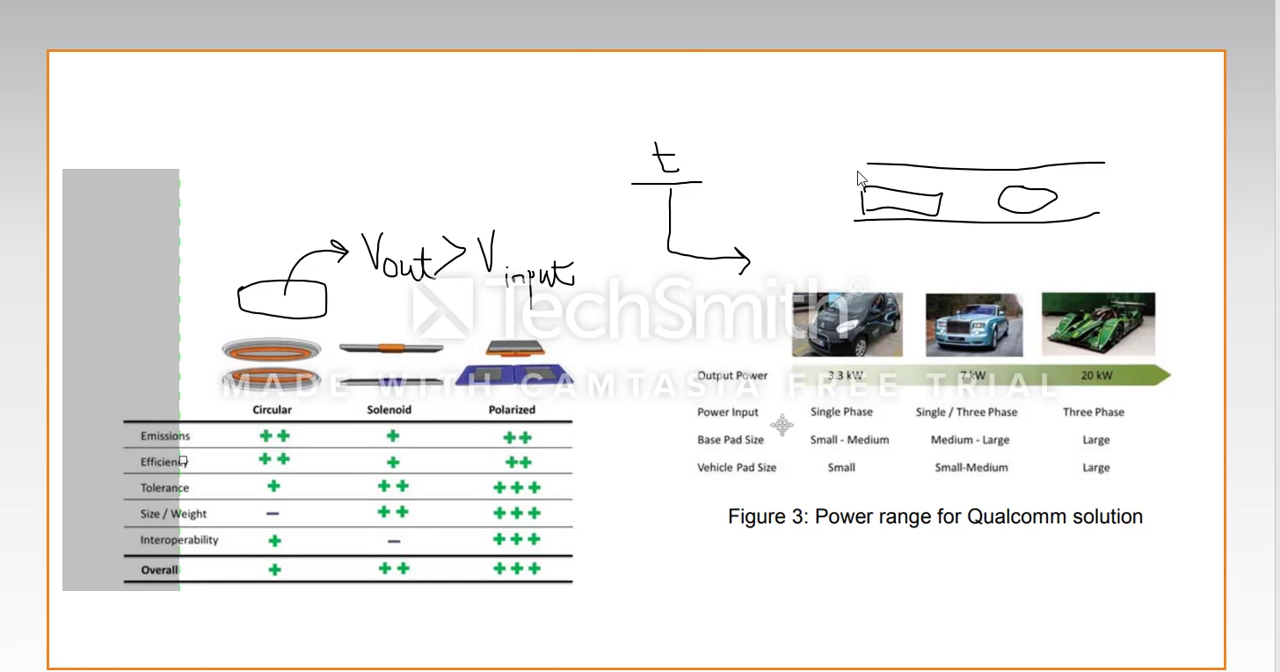 t
Vout > Vinput
TechSmith®
MADE WITH CAMTASIA FREE TRIAL
Circular Solenoid Polarized
Emissions ++ + ++
Efficiency ++ + ++
Tolerance + ++ +++
Size / Weight − ++ +++
Interoperability + − +++
Overall + ++ +++
Output Power 3.3 kW 7 kW 20 kW
Power Input Single Phase Single / Three Phase Three Phase
Base Pad Size Small - Medium Medium - Large Large
Vehicle Pad Size Small Small-Medium Large
Figure 3: Power range for Qualcomm solution